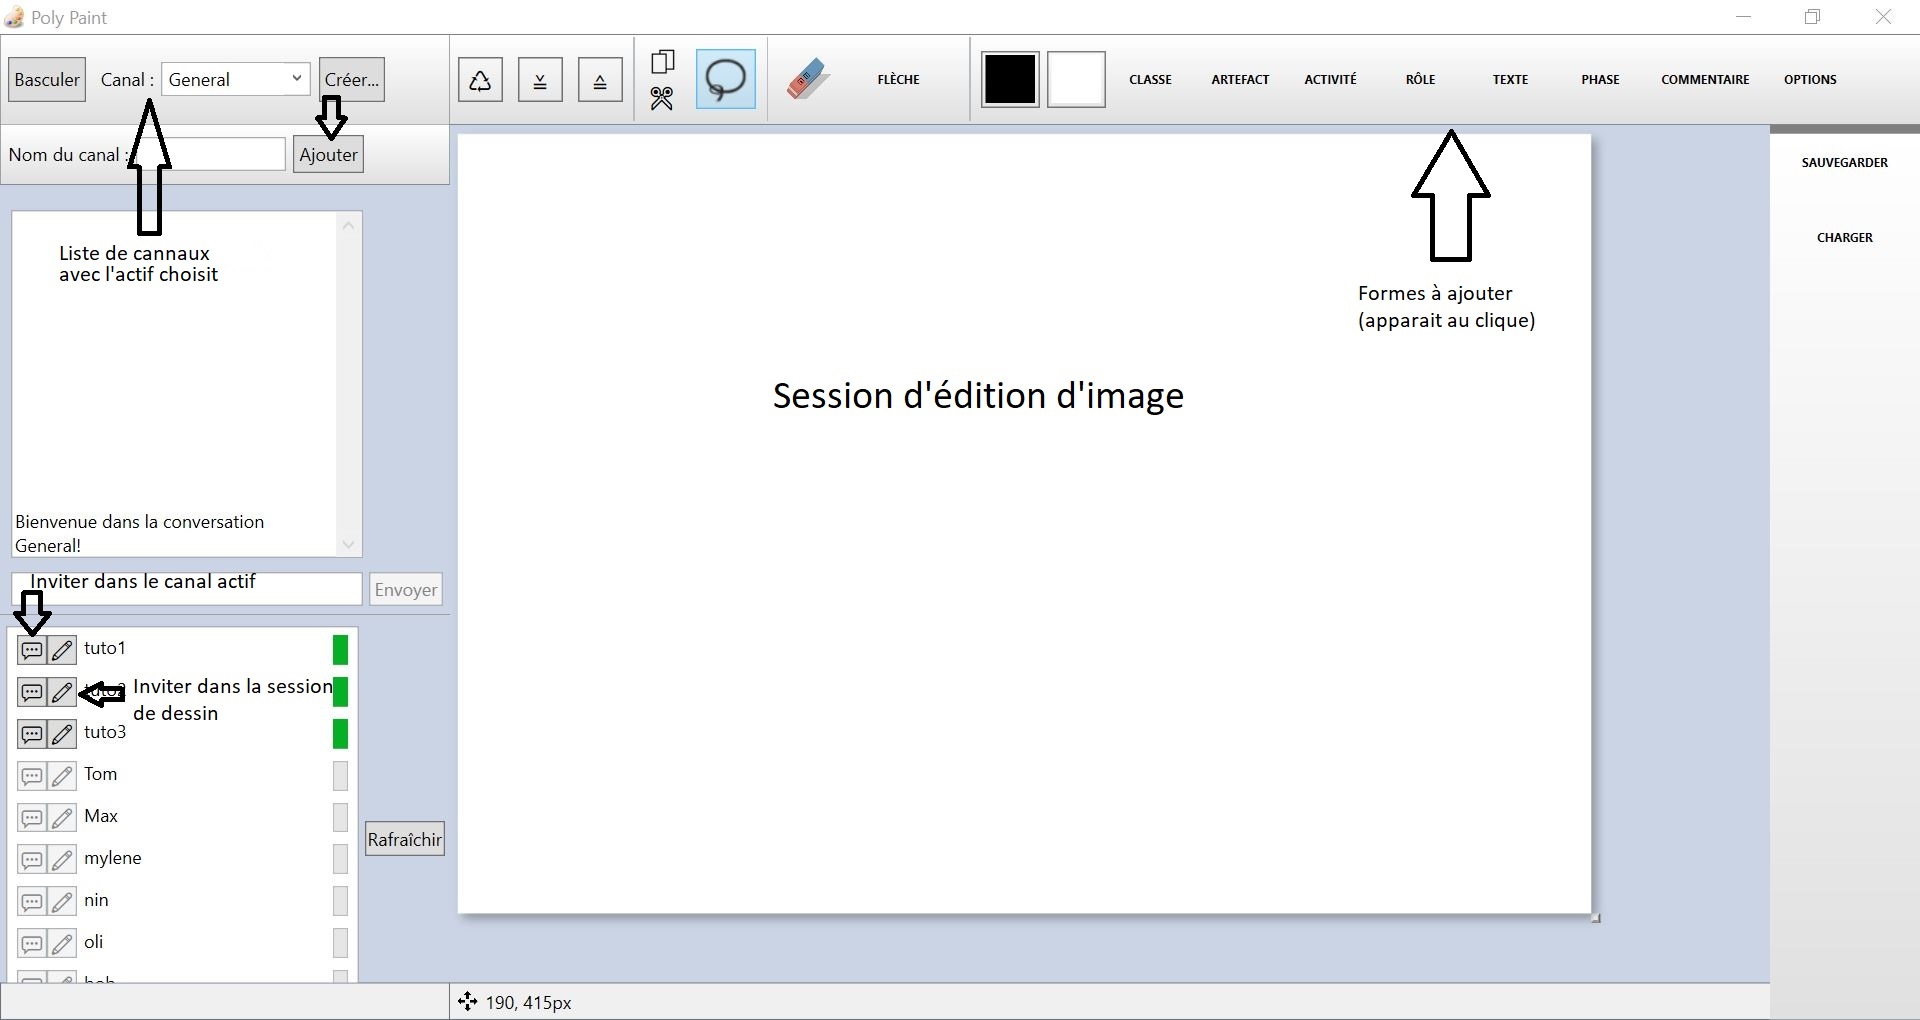 Poly Paint
Basculer Canal : General Créer...
FLÈCHE CLASSE ARTEFACT ACTIVITÉ RÔLE TEXTE PHASE COMMENTAIRE OPTIONS
Nom du canal : Ajouter
SAUVEGARDER
CHARGER
Liste de cannaux
avec l'actif choisit
Formes à ajouter
(apparait au clique)
Session d'édition d'image
Bienvenue dans la conversation
General!
Inviter dans le canal actif
Envoyer
tuto1
Inviter dans la session
de dessin
tuto3
Tom
Max
mylene
nin
oli
Rafraîchir
190, 415px